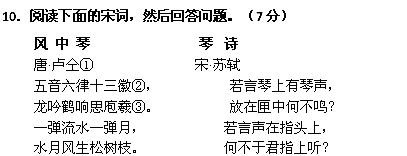 10．阅读下面的宋词，然后回答问题。（7分）
风 中 琴 琴 诗
唐·卢仝① 宋·苏轼
五音六律十三徽②， 若言琴上有琴声，
龙吟鹤响思庖羲③。 放在匣中何不鸣？
一弹流水一弹月， 若言声在指头上，
水月风生松树枝。 何不于君指上听？